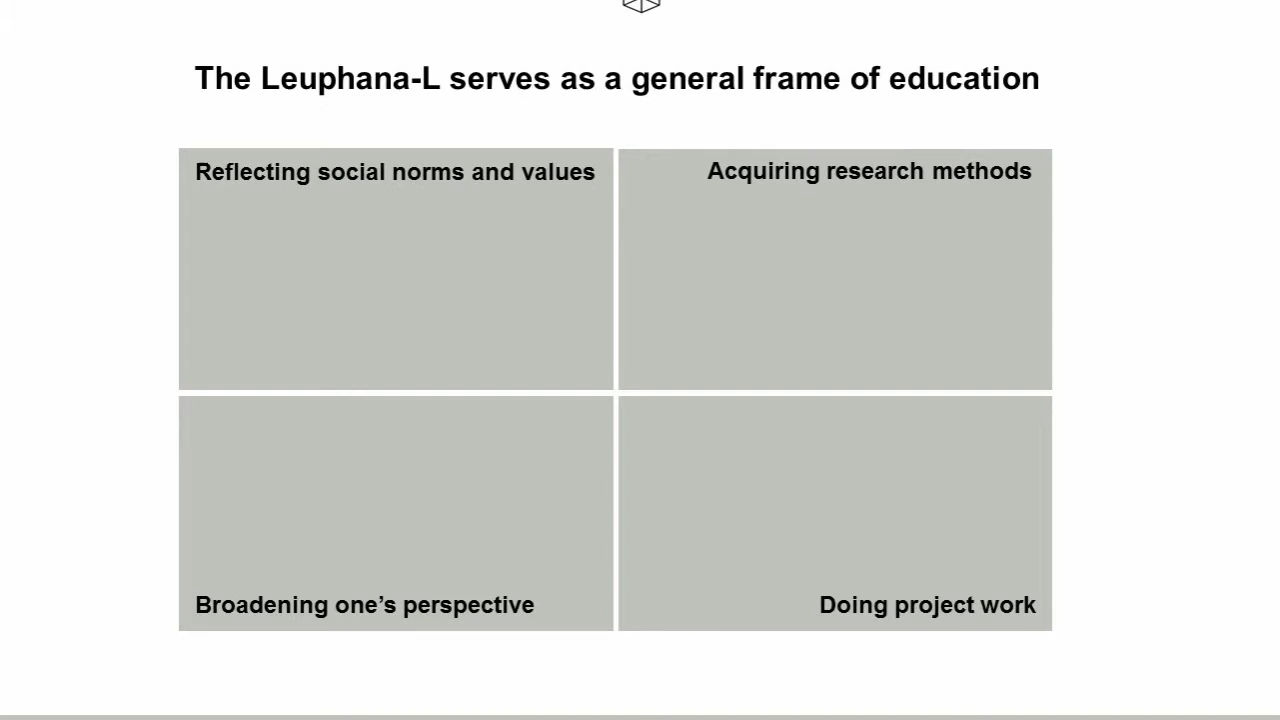 The Leuphana-L serves as a general frame of education
Reflecting social norms and values
Acquiring research methods
Broadening one’s perspective
Doing project work